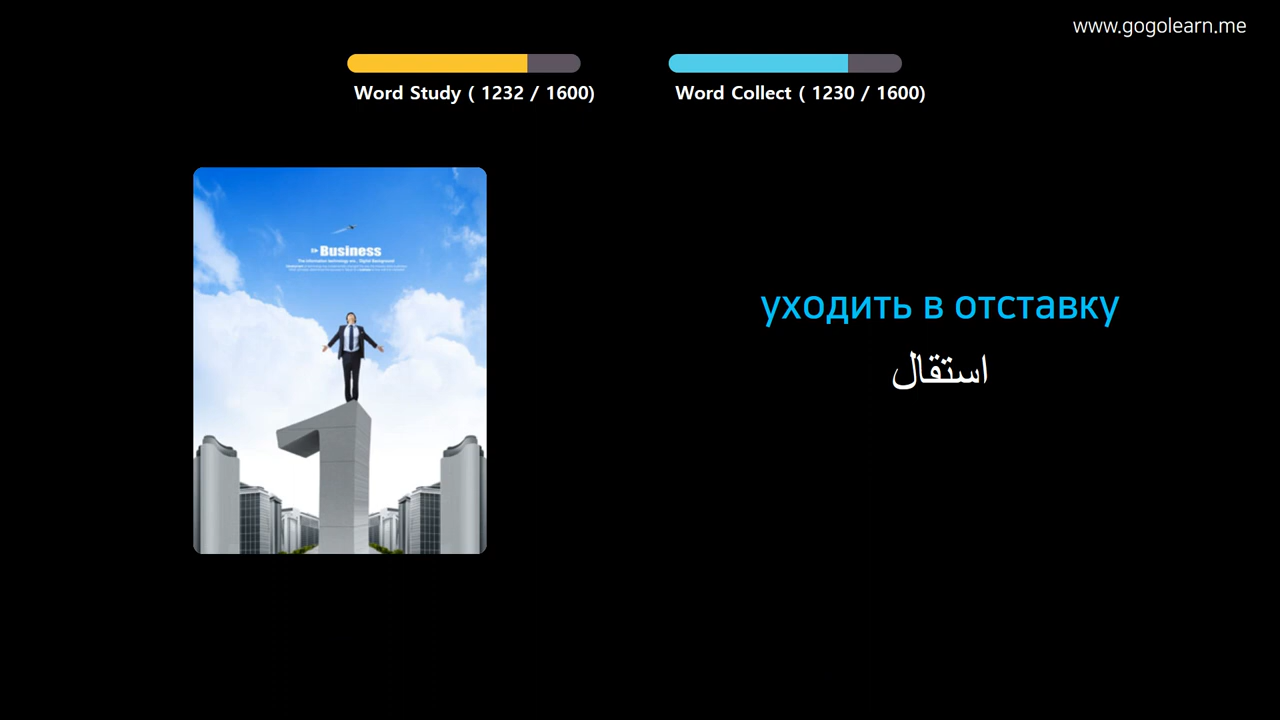 www.gogolearn.me
Word Study ( 1232 / 1600)
Word Collect ( 1230 / 1600)
Business
уходить в отставку
استقال